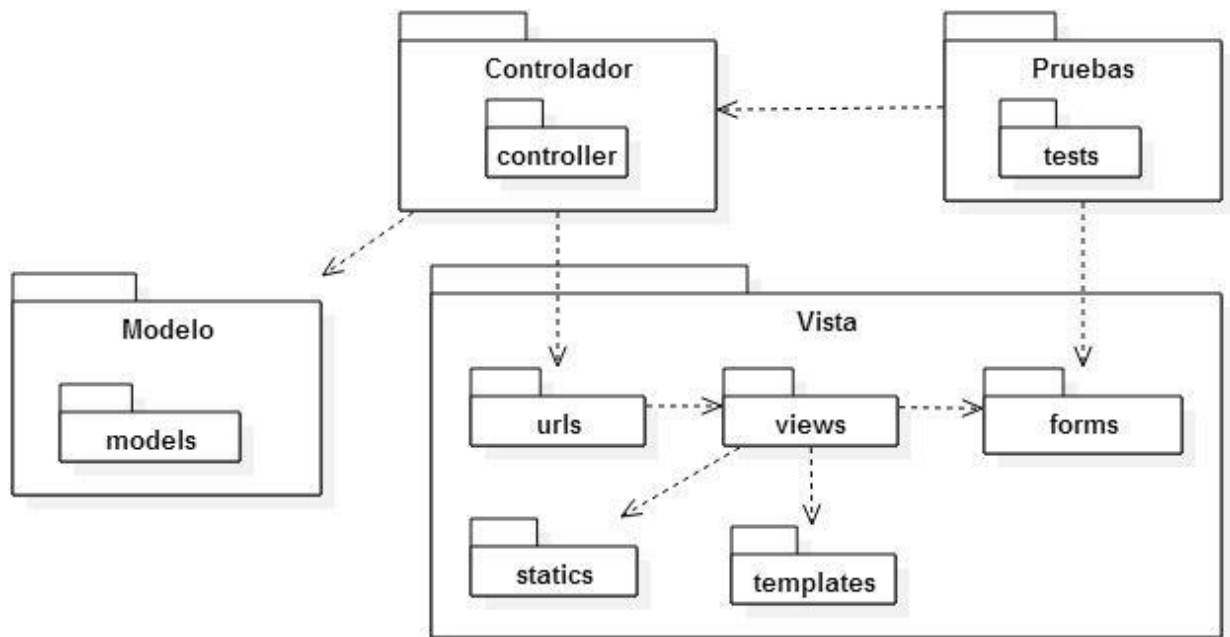 Controlador
controller
Pruebas
tests
Modelo
models
Vista
urls
views
forms
statics
templates